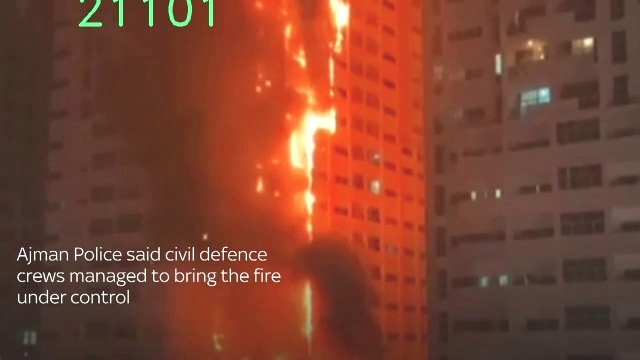 21101
Ajman Police said civil defence
crews managed to bring the fire
under control